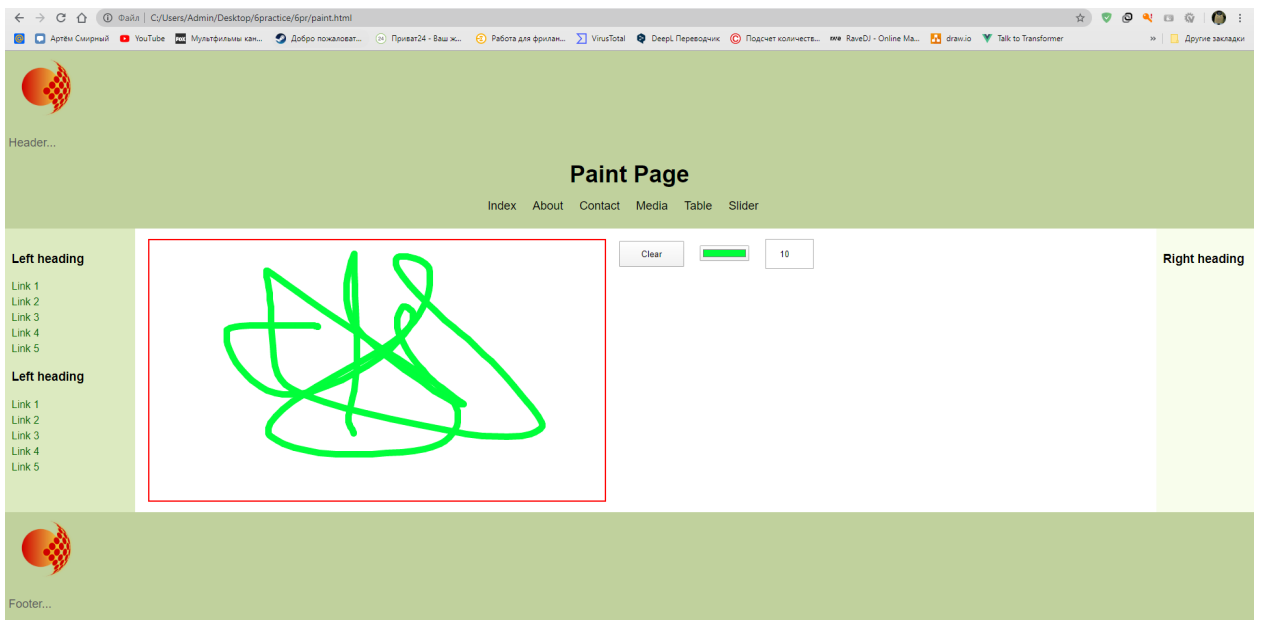 Файл | C:/Users/Admin/Desktop/6practice/6pr/paint.html
Артём Смирный YouTube FOX Мультфильмы кан... Добро пожаловат... 24 Приват24 - Ваш ж... Работа для фрилан... VirusTotal DeepL Переводчик Подсчет количеств... RaveDJ - Online Ma... draw.io Talk to Transformer » Другие закладки
Header...
Paint Page
Index About Contact Media Table Slider
Left heading
Link 1
Link 2
Link 3
Link 4
Link 5
Left heading
Link 1
Link 2
Link 3
Link 4
Link 5
Clear 10
Right heading
Footer...